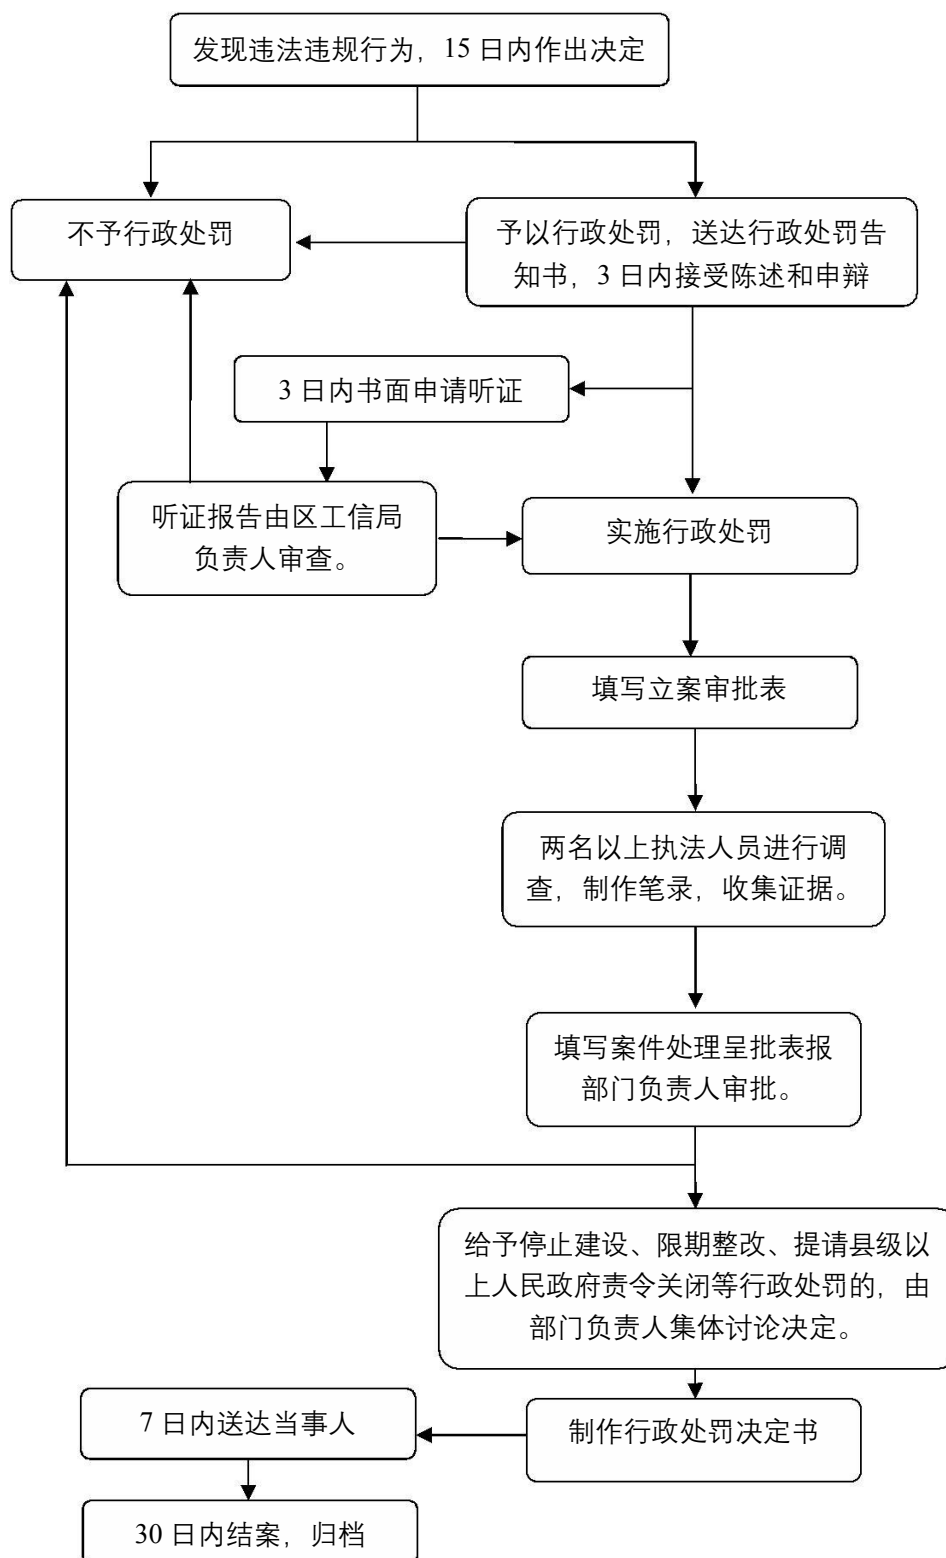 发现违法违规行为，15 日内作出决定
不予行政处罚
予以行政处罚，送达行政处罚告
知书，3 日内接受陈述和申辩
3 日内书面申请听证
听证报告由区工信局
负责人审查。
实施行政处罚
填写立案审批表
两名以上执法人员进行调
查，制作笔录，收集证据。
填写案件处理呈批表报
部门负责人审批。
给予停止建设、限期整改、提请县级以
上人民政府责令关闭等行政处罚的，由
部门负责人集体讨论决定。
制作行政处罚决定书
7 日内送达当事人
30 日内结案，归档